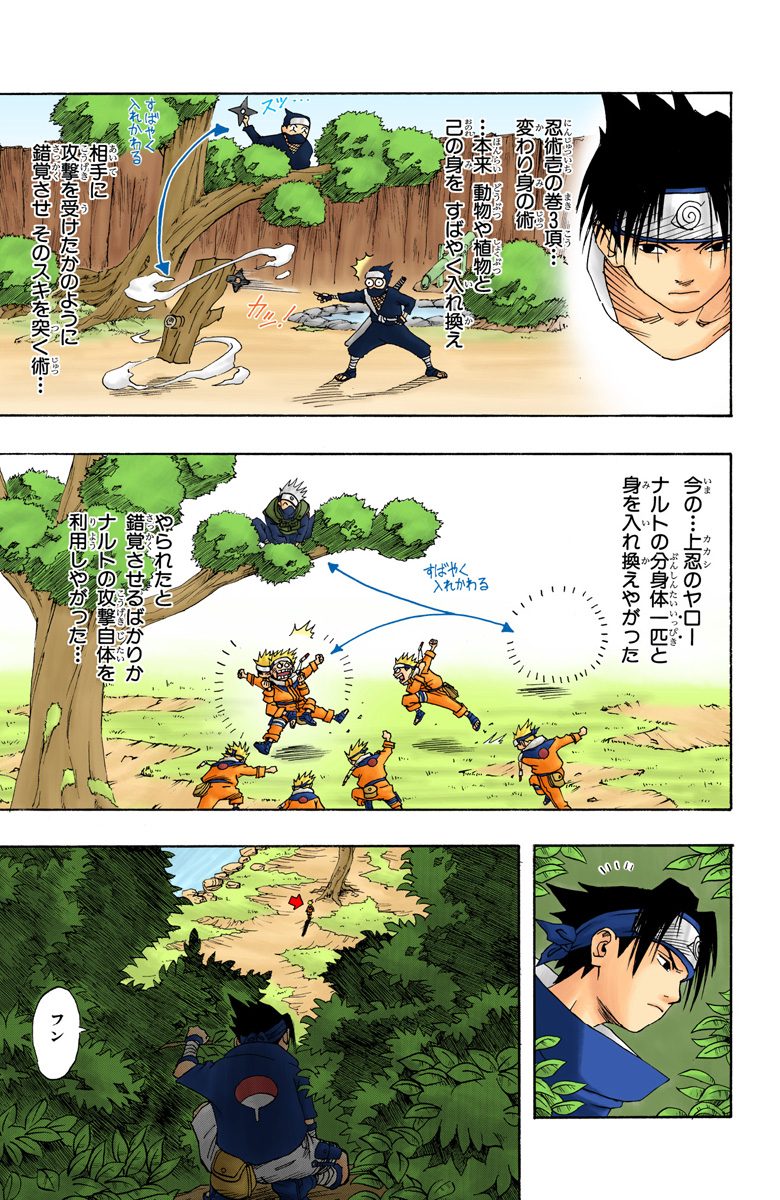 忍術壱の巻3項…
変わり身の術
…本来 動物や植物と
己の身を すばやく入れ換え
スッ…
すばやく
入れかわる
カッ!
相手に
攻撃を受けたかのように
錯覚させ そのスキを突く術…
今の…上忍のヤロー
ナルトの分身体一匹と
身を入れ換えやがった
すばやく
入れかわる
やられたと
錯覚させるばかりか
ナルトの攻撃自体を
利用しやがった…
フン